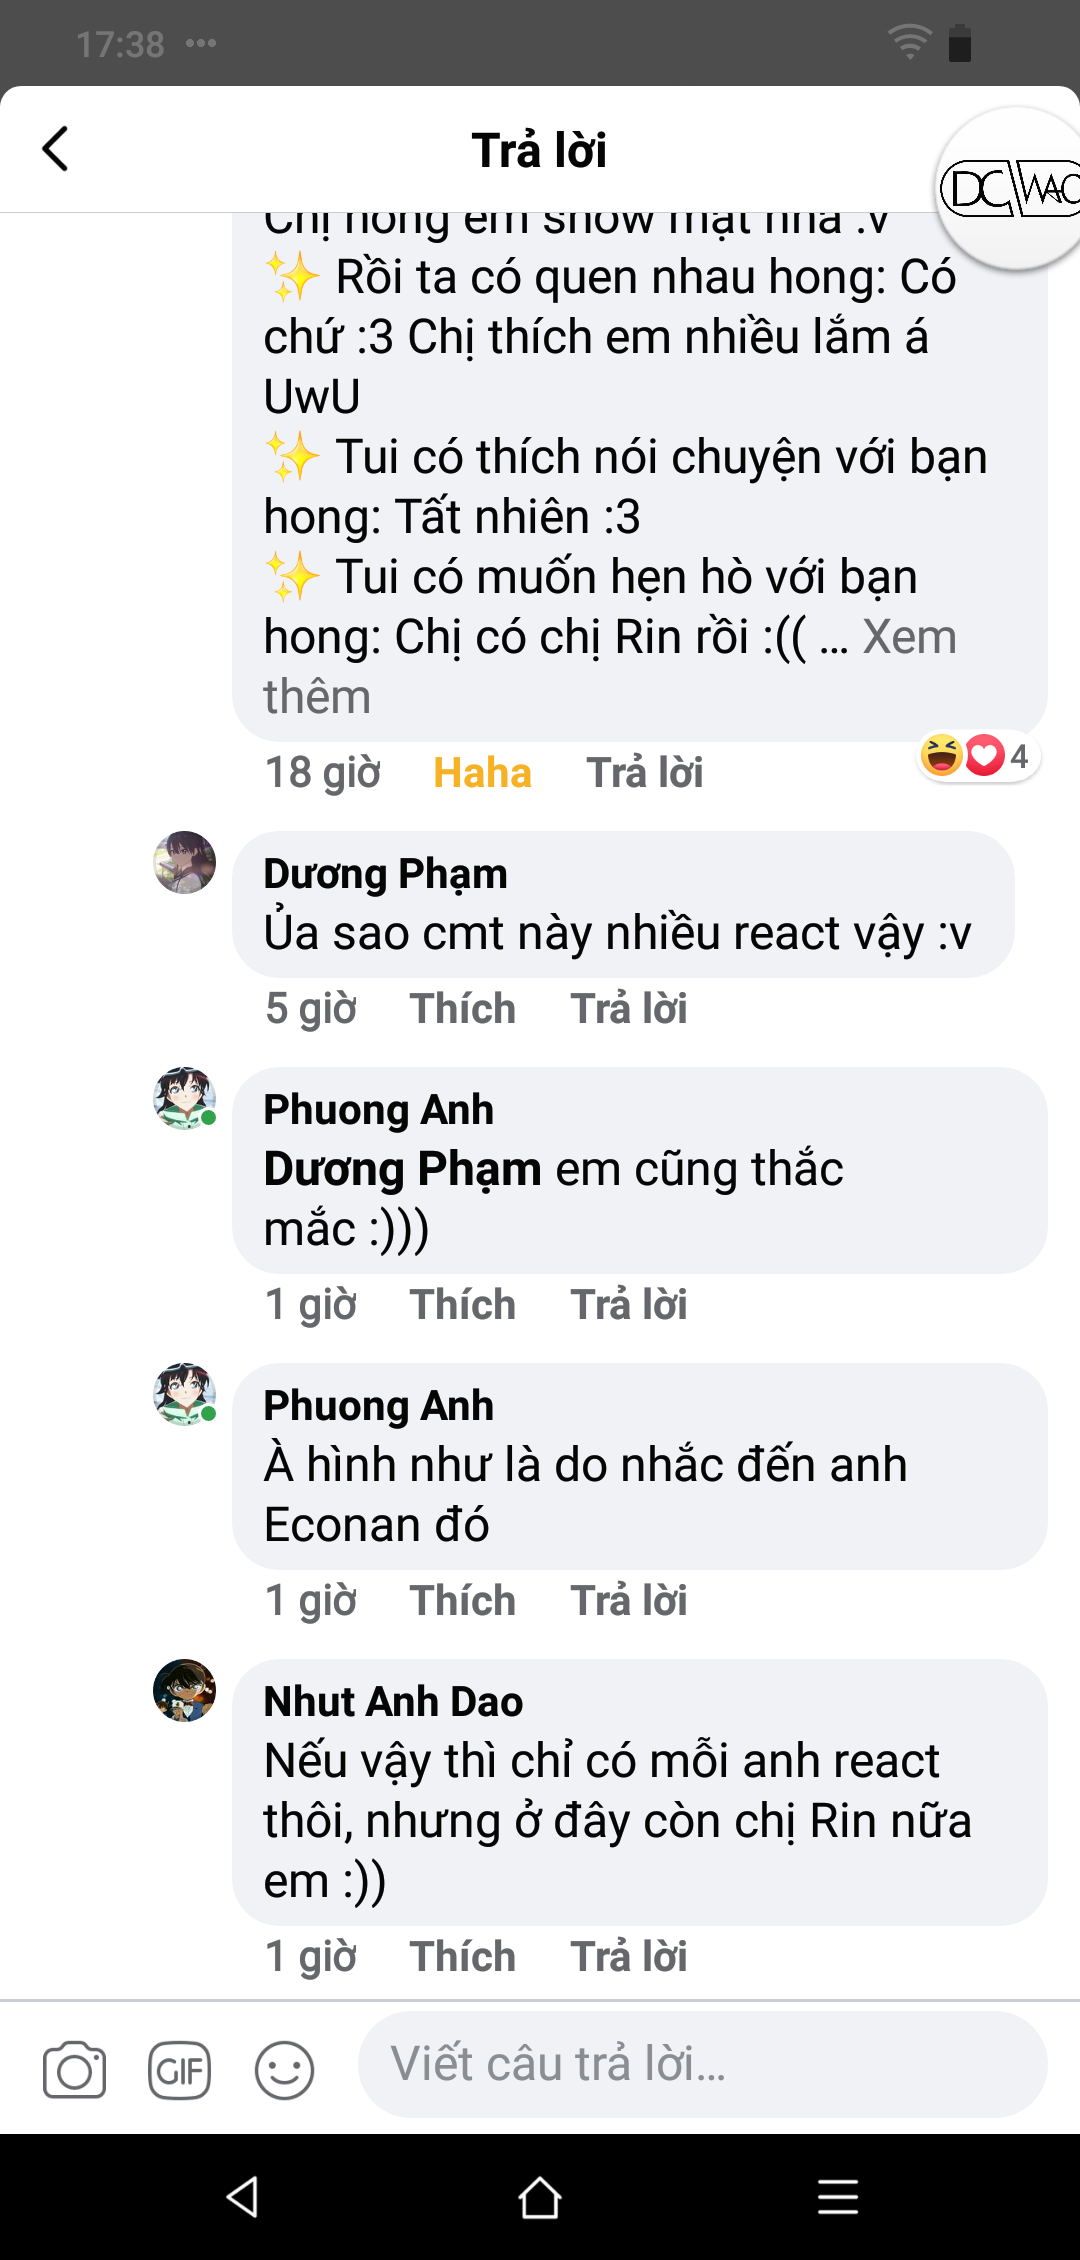 17:38
Trả lời
DC WAO
Chị hong em show mặt nha :v
✨ Rồi ta có quen nhau hong: Có
chứ :3 Chị thích em nhiều lắm á
UwU
✨ Tui có thích nói chuyện với bạn
hong: Tất nhiên :3
✨ Tui có muốn hẹn hò với bạn
hong: Chị có chị Rin rồi :(( ... Xem
thêm
18 giờ Haha Trả lời 4
Dương Phạm
Ủa sao cmt này nhiều react vậy :v
5 giờ Thích Trả lời
Phuong Anh
Dương Phạm em cũng thắc
mắc :)))
1 giờ Thích Trả lời
Phuong Anh
À hình như là do nhắc đến anh
Econan đó
1 giờ Thích Trả lời
Nhut Anh Dao
Nếu vậy thì chỉ có mỗi anh react
thôi, nhưng ở đây còn chị Rin nữa
em :))
1 giờ Thích Trả lời
GIF
Viết câu trả lời...